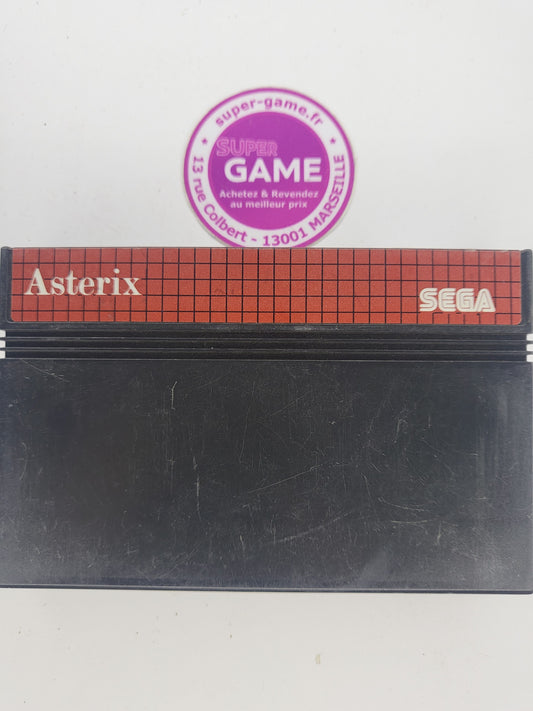 ★ super-game.fr ★
SUPER
GAME
Achetez & Revendez
au meilleur prix
13 rue Colbert - 13001 MARSEILLE
Asterix
SEGA